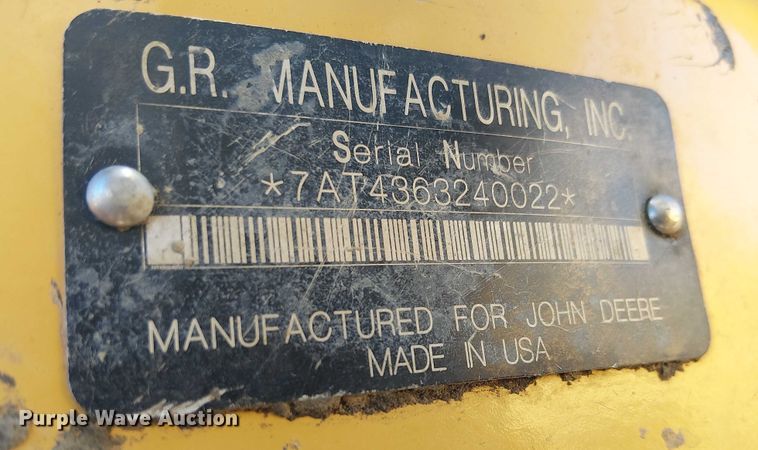 G.R. MANUFACTURING, INC.
Serial Number
*7AT4363240022*
MANUFACTURED FOR JOHN DEERE
MADE IN USA
Purple Wave Auction